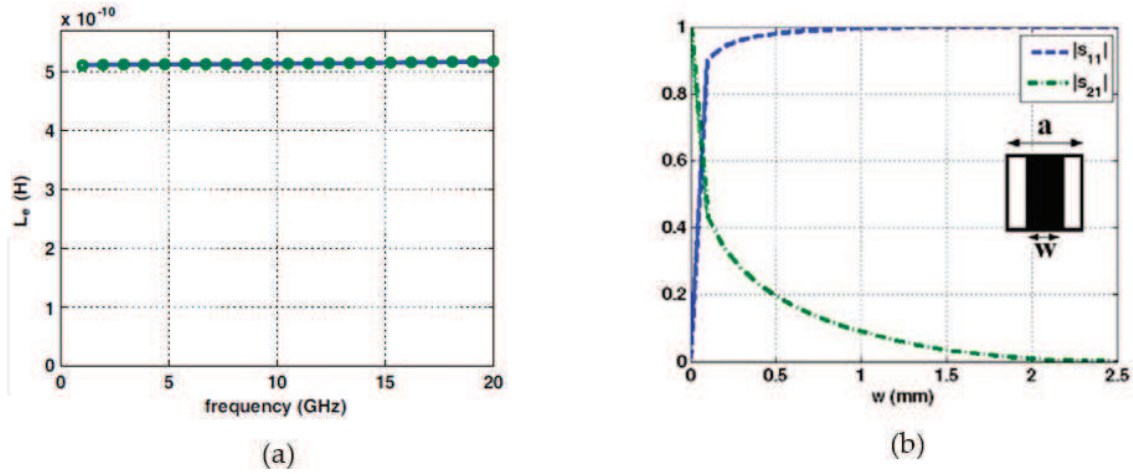 x 10⁻¹⁰
5
4
3
2
1
0
L_e (H)
0 5 10 15 20
frequency (GHz)
(a)
1
0.8
0.6
0.4
0.2
0
0 0.5 1 1.5 2 2.5
w (mm)
|s₁₁|
|s₂₁|
a
w
(b)